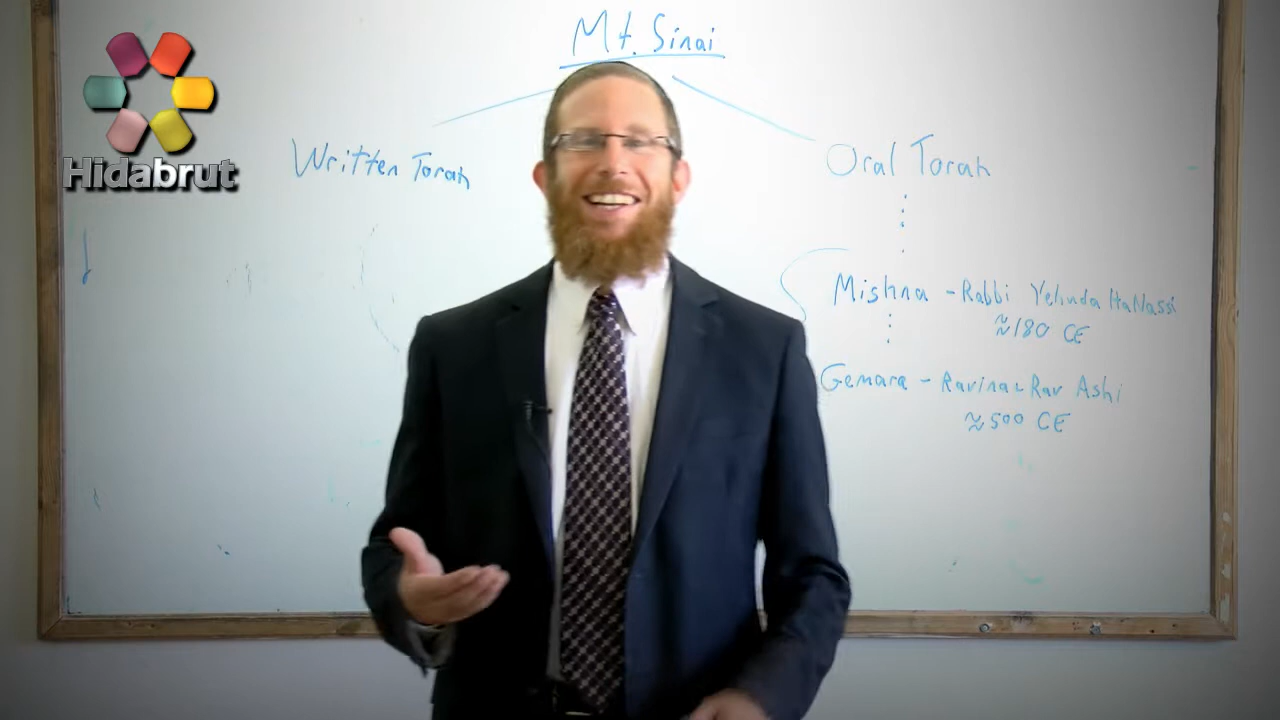 Mt. Sinai
Hidabrut
Written Torah
Oral Torah
Mishna - Rabbi Yehuda HaNassi
≈180 CE
Gemara - Ravina & Rav Ashi
≈500 CE